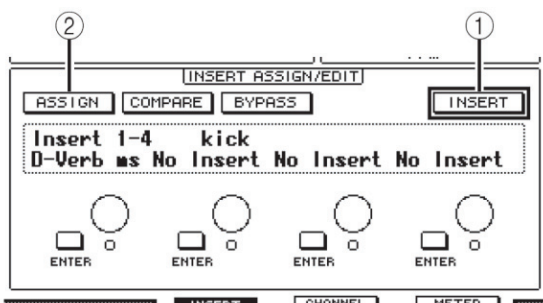 ② ①
INSERT ASSIGN/EDIT
ASSIGN COMPARE BYPASS INSERT
Insert 1-4 kick
D-Verb ms No Insert No Insert No Insert
ENTER ENTER ENTER ENTER
INSERT CHANNEL METER